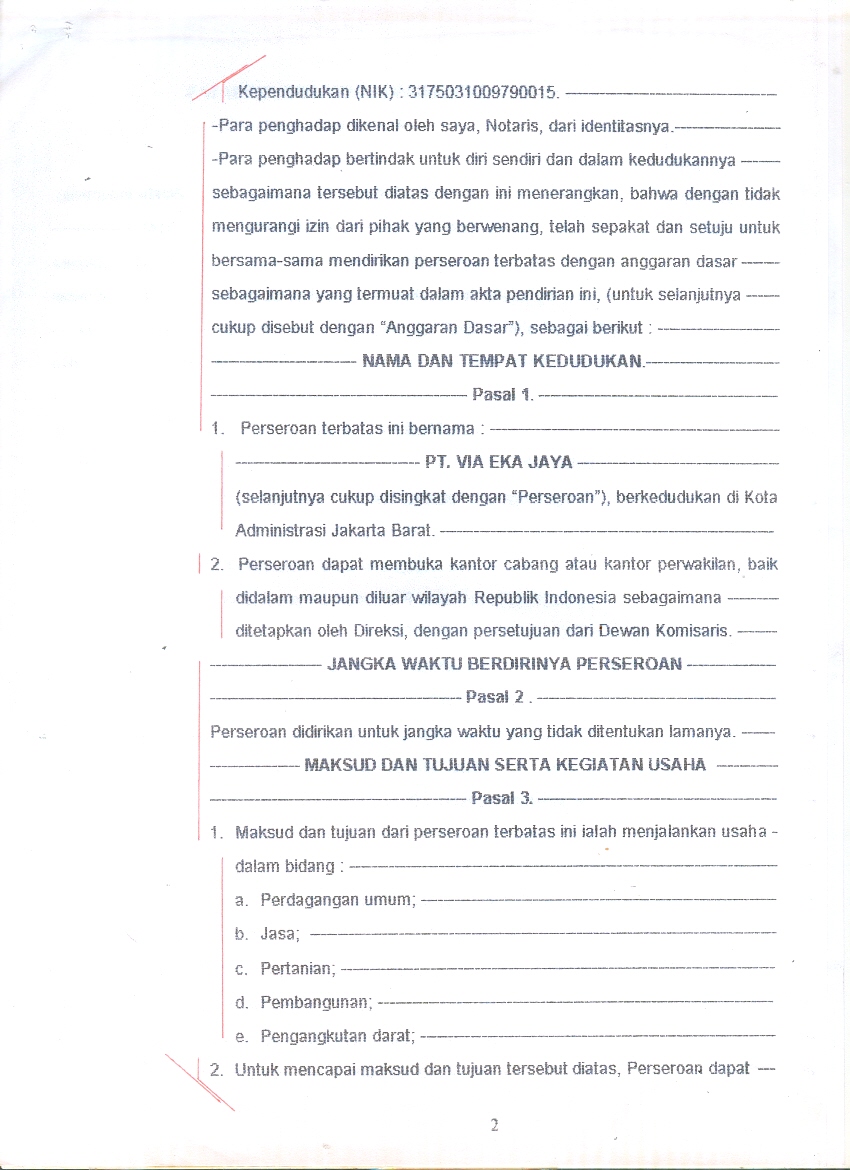 Kependudukan (NIK) : 3175031009790015. ----------
-Para penghadap dikenal oleh saya, Notaris, dari identitasnya.----------
-Para penghadap bertindak untuk diri sendiri dan dalam kedudukannya ------
sebagaimana tersebut diatas dengan ini menerangkan, bahwa dengan tidak
mengurangi izin dari pihak yang berwenang, telah sepakat dan setuju untuk
bersama-sama mendirikan perseroan terbatas dengan anggaran dasar ------
sebagaimana yang termuat dalam akta pendirian ini, (untuk selanjutnya -----
cukup disebut dengan “Anggaran Dasar”), sebagai berikut : ----------
---------- NAMA DAN TEMPAT KEDUDUKAN.----------
---------- Pasal 1. ----------
1. Perseroan terbatas ini bernama : ----------
---------- PT. VIA EKA JAYA ----------
(selanjutnya cukup disingkat dengan “Perseroan”), berkedudukan di Kota
Administrasi Jakarta Barat. ----------
2. Perseroan dapat membuka kantor cabang atau kantor perwakilan, baik
didalam maupun diluar wilayah Republik Indonesia sebagaimana -------
ditetapkan oleh Direksi, dengan persetujuan dari Dewan Komisaris. ------
---------- JANGKA WAKTU BERDIRINYA PERSEROAN ----------
---------- Pasal 2 . ----------
Perseroan didirikan untuk jangka waktu yang tidak ditentukan lamanya. -----
---------- MAKSUD DAN TUJUAN SERTA KEGIATAN USAHA ---------
---------- Pasal 3. ----------
1. Maksud dan tujuan dari perseroan terbatas ini ialah menjalankan usaha -
dalam bidang : ----------
a. Perdagangan umum; ----------
b. Jasa; ----------
c. Pertanian; ----------
d. Pembangunan; ----------
e. Pengangkutan darat; ----------
2. Untuk mencapai maksud dan tujuan tersebut diatas, Perseroan dapat ---
2